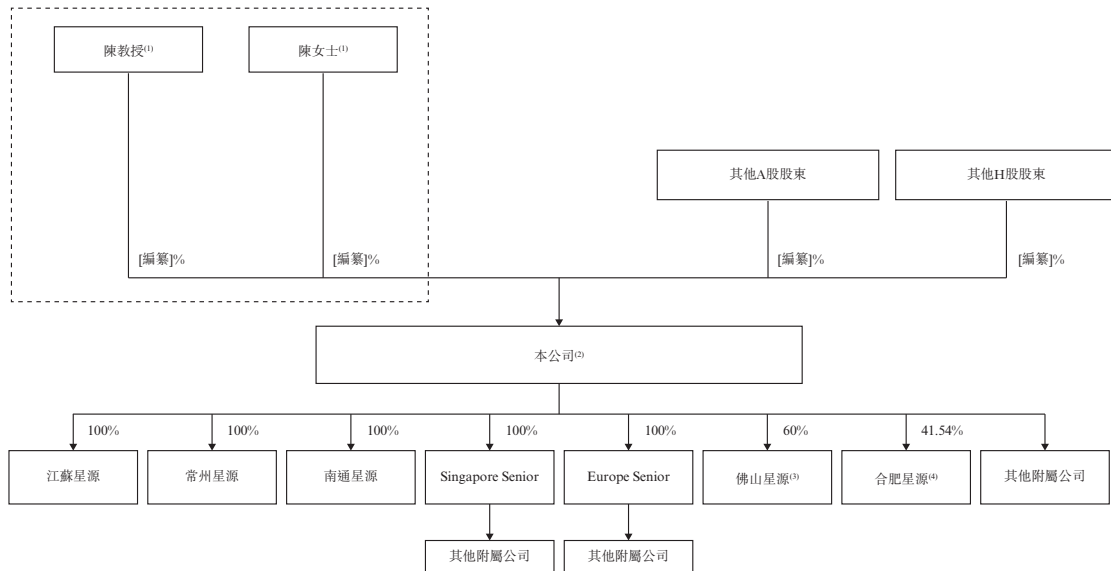 陳教授(1)
陳女士(1)
其他A股股東
其他H股股東
[編纂]%
[編纂]%
[編纂]%
[編纂]%
本公司(2)
100%
100%
100%
100%
100%
60%
41.54%
江蘇星源
常州星源
南通星源
Singapore Senior
Europe Senior
佛山星源(3)
合肥星源(4)
其他附屬公司
其他附屬公司
其他附屬公司